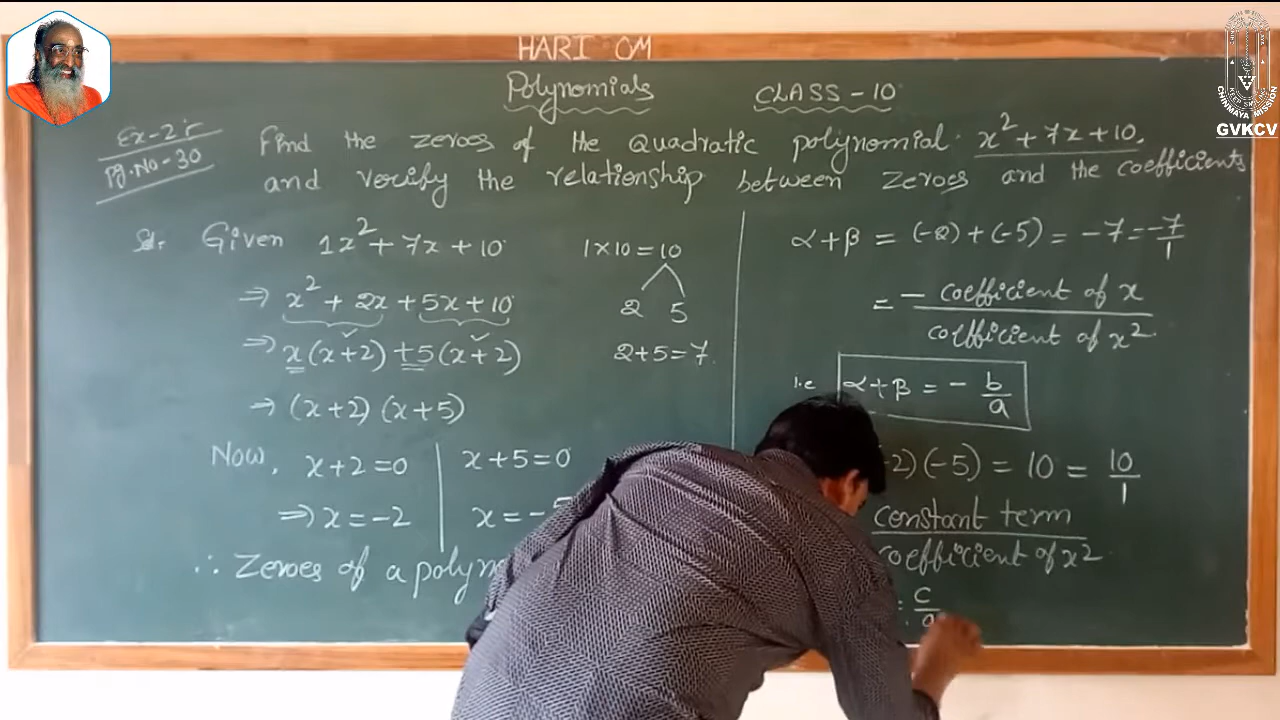 HARI OM
Polynomials CLASS - 10
Ex-2:-
Pg.No-30
Find the zeroes of the Quadratic polynomial x² + 7x + 10,
and verify the relationship between zeroes and the coefficients
Sol. Given 1x² + 7x + 10
⇒ x² + 2x + 5x + 10
⇒ x(x+2) +5(x+2)
→ (x+2) (x+5)
1 × 10 = 10
2 5
2+5=7
Now, x+2=0 x+5=0
⇒ x = -2 x = -5
∴ Zeroes of a polyn
α+β = (-2) + (-5) = -7 = -7/1
= - coefficient of x / coefficient of x²
i.e α+β = - b/a
-2) (-5) = 10 = 10/1
constant term
coefficient of x²
= c/a
CHINMAYA MISSION
GVKCV